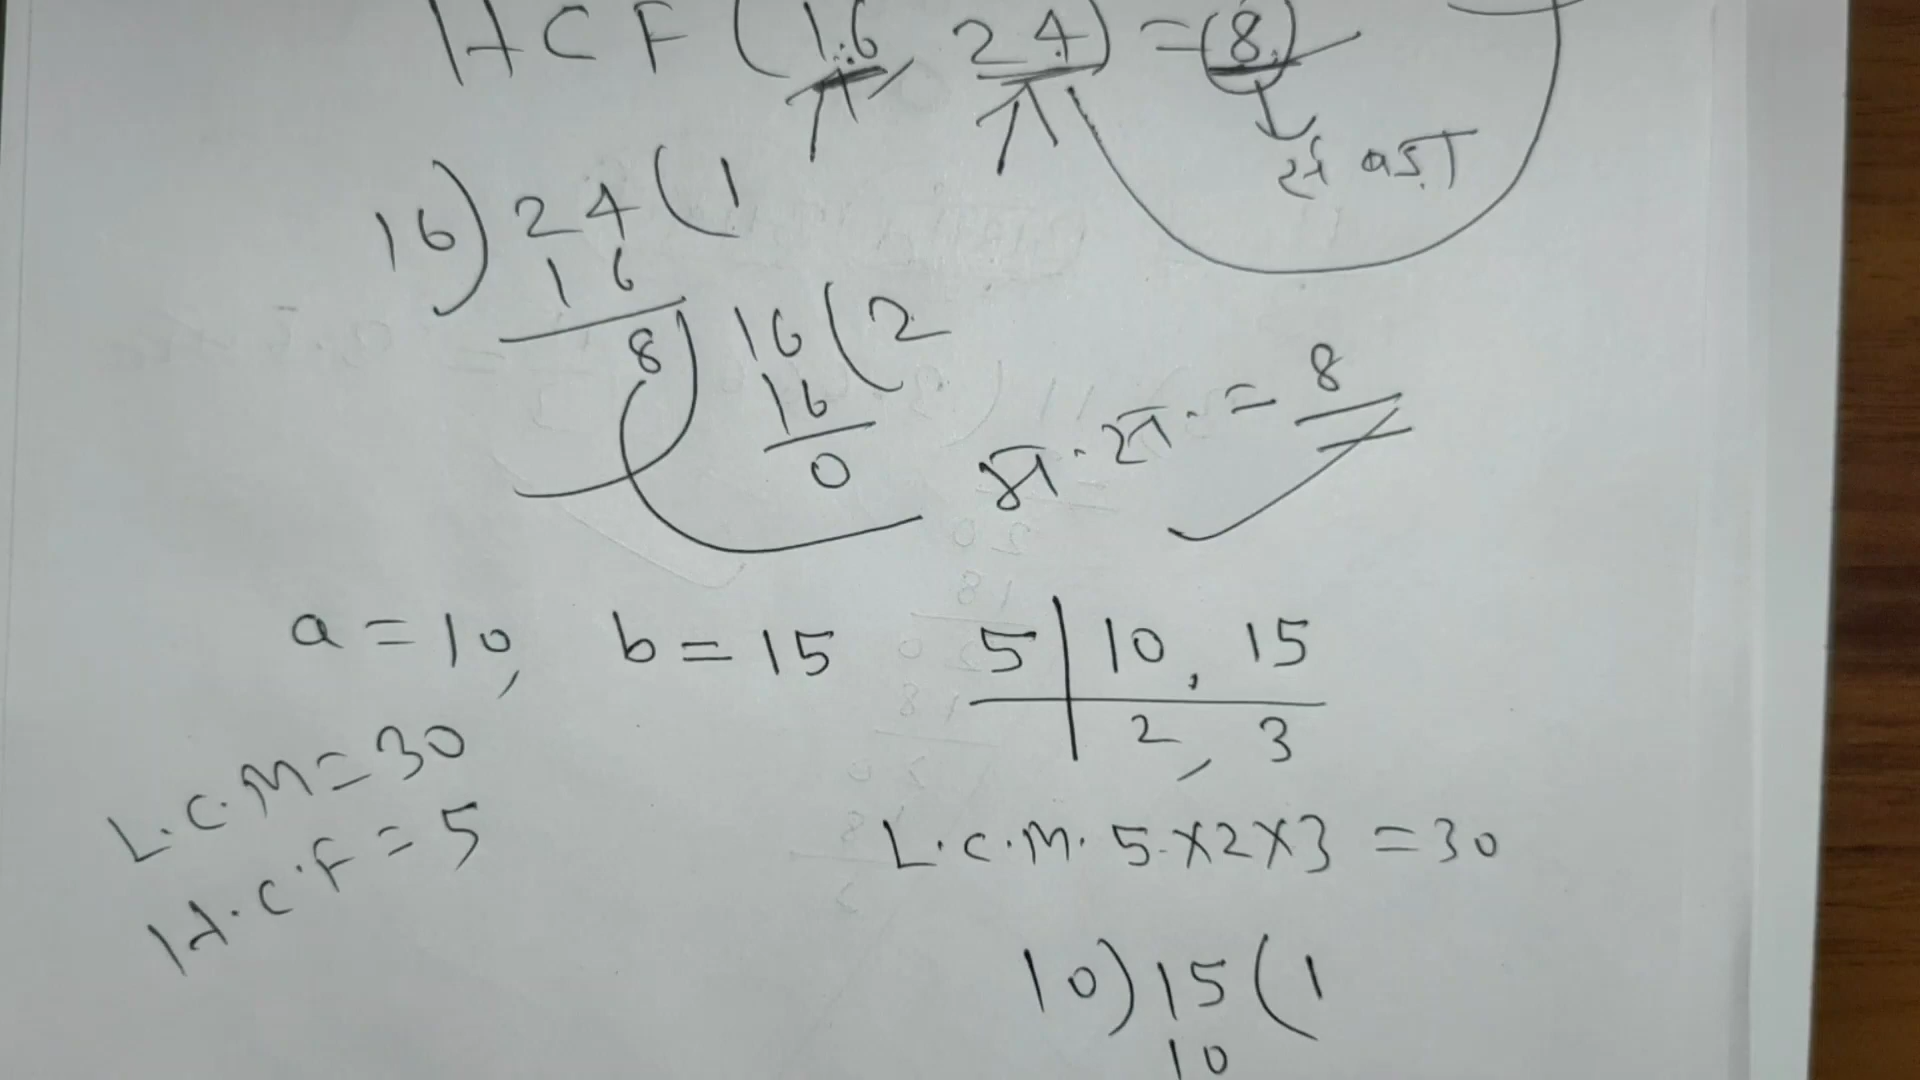 HCF (16, 24) = 8
16) 24 (1
16
8) 16 (2
16
0
= 8
a = 10, b = 15
5 | 10, 15
2, 3
L.C.M = 30
H.C.F = 5
L.C.M. 5×2×3 = 30
10) 15 (1
10